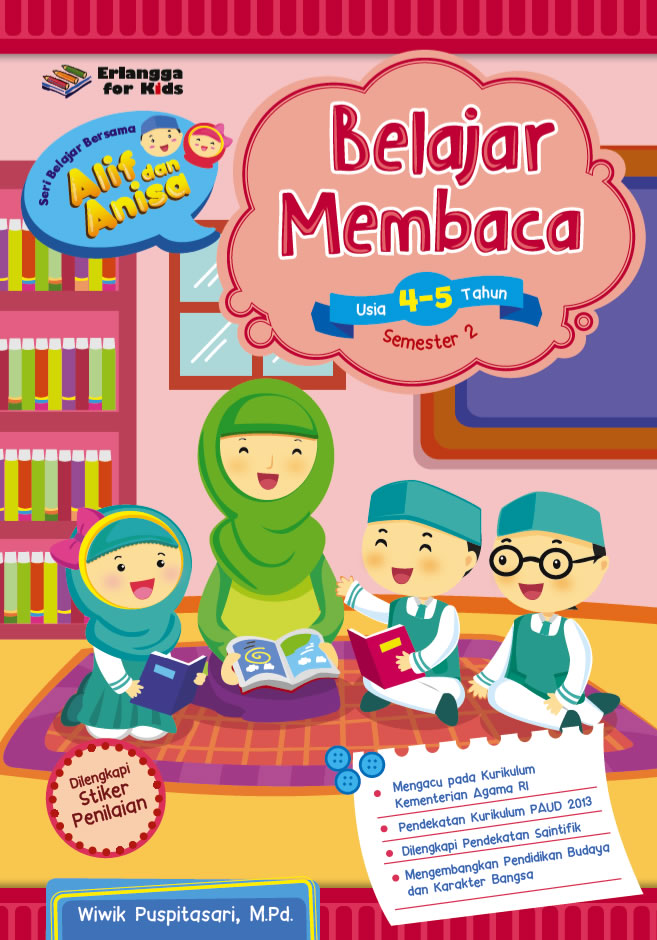 Erlangga
for Kids
Seri Belajar Bersama
Alif dan
Anisa
Belajar
Membaca
Usia 4-5 Tahun
Semester 2
Dilengkapi
Stiker
Penilaian
Mengacu pada Kurikulum
Kementerian Agama RI
Pendekatan Kurikulum PAUD 2013
Dilengkapi Pendekatan Saintifik
Mengembangkan Pendidikan Budaya
dan Karakter Bangsa
Wiwik Puspitasari, M.Pd.